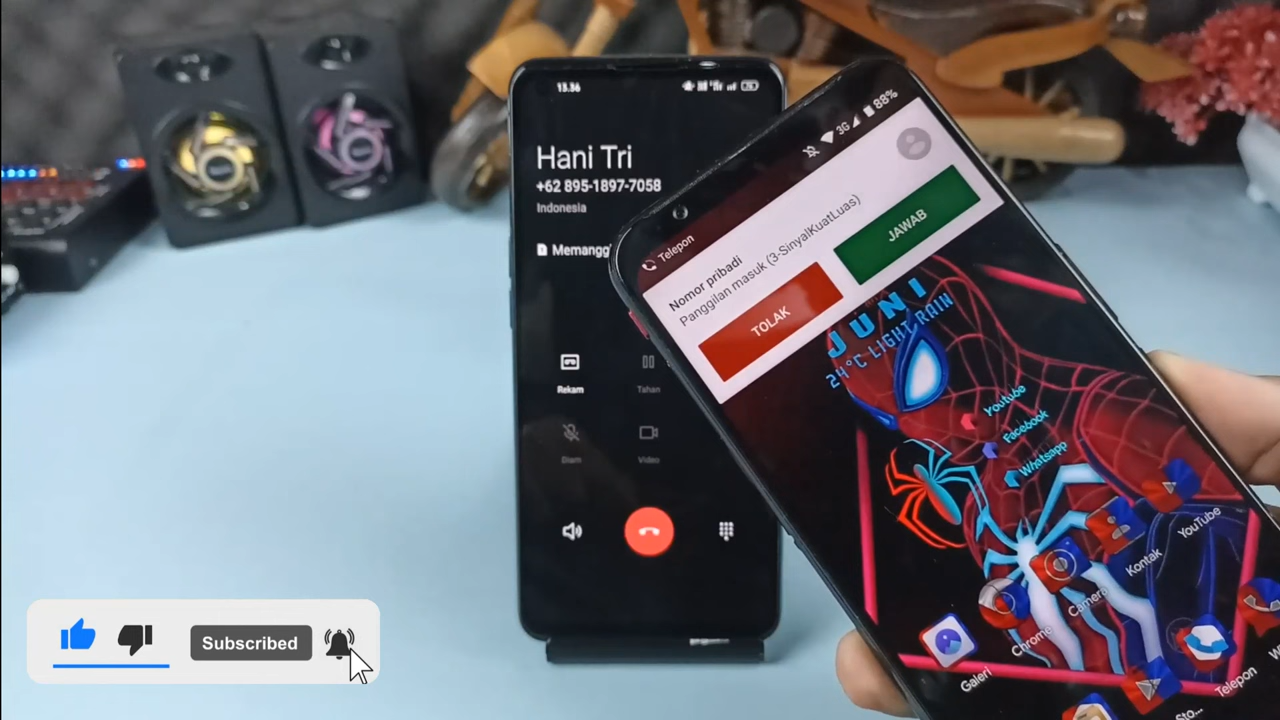 13.36
Hani Tri
+62 895-1897-7058
Indonesia
Rekam
Tahan
Diam
Video
3G
88%
Telepon
Nomor pribadi
Panggilan masuk (3-SinyalKuatLuas)
TOLAK
JAWAB
JUNI
24°C LIGHT RAIN
Youtube
Facebook
Whatsapp
YouTube
Kontak
Camera
Chrome
Galeri
Telepon
Sto...
Subscribed